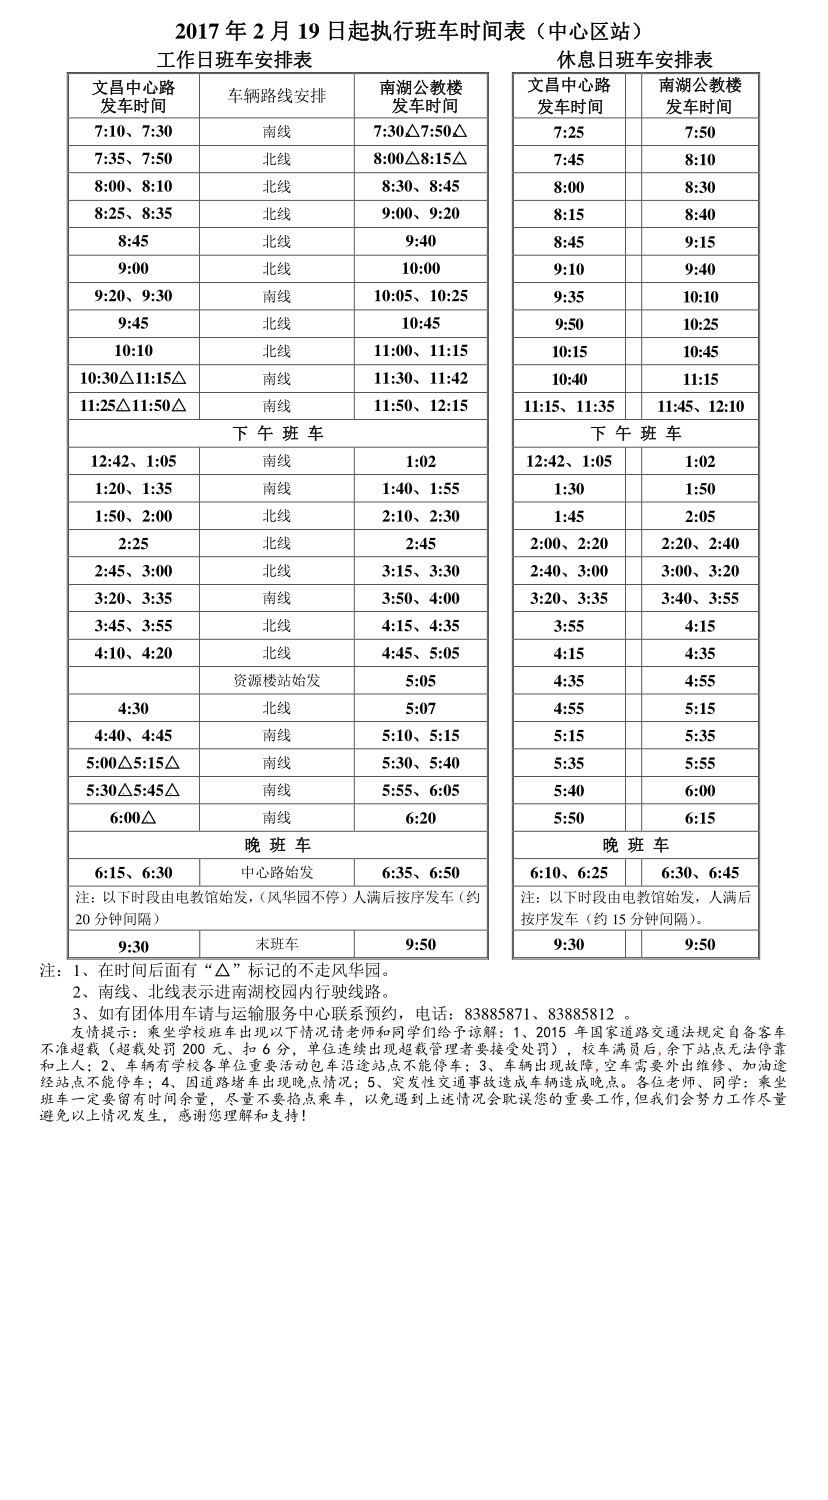 2017 年 2 月 19 日起执行班车时间表（中心区站）
工作日班车安排表 休息日班车安排表
文昌中心路 车辆路线安排 南湖公教楼 文昌中心路 南湖公教楼
发车时间 发车时间 发车时间 发车时间
7:10、7:30 南线 7:30△7:50△ 7:25 7:50
7:35、7:50 北线 8:00△8:15△ 7:45 8:10
8:00、8:10 北线 8:30、8:45 8:00 8:30
8:25、8:35 北线 9:00、9:20 8:15 8:40
8:45 北线 9:40 8:45 9:15
9:00 北线 10:00 9:10 9:40
9:20、9:30 南线 10:05、10:25 9:35 10:10
9:45 北线 10:45 9:50 10:25
10:10 北线 11:00、11:15 10:15 10:45
10:30△11:15△ 南线 11:30、11:42 10:40 11:15
11:25△11:50△ 南线 11:50、12:15 11:15、11:35 11:45、12:10
下 午 班 车 下 午 班 车
12:42、1:05 南线 1:02 12:42、1:05 1:02
1:20、1:35 南线 1:40、1:55 1:30 1:50
1:50、2:00 北线 2:10、2:30 1:45 2:05
2:25 北线 2:45 2:00、2:20 2:20、2:40
2:45、3:00 北线 3:15、3:30 2:40、3:00 3:00、3:20
3:20、3:35 南线 3:50、4:00 3:20、3:35 3:40、3:55
3:45、3:55 北线 4:15、4:35 3:55 4:15
4:10、4:20 北线 4:45、5:05 4:15 4:35
资源楼站始发 5:05 4:35 4:55
4:30 北线 5:07 4:55 5:15
4:40、4:45 南线 5:10、5:15 5:15 5:35
5:00△5:15△ 南线 5:30、5:40 5:35 5:55
5:30△5:45△ 南线 5:55、6:05 5:40 6:00
6:00△ 南线 6:20 5:50 6:15
晚 班 车 晚 班 车
6:15、6:30 中心路始发 6:35、6:50 6:10、6:25 6:30、6:45
注：以下时段由电教馆始发，（风华园不停）人满后按序发车（约 注：以下时段由电教馆始发，人满后
20 分钟间隔） 按序发车（约 15 分钟间隔）。
9:30 末班车 9:50 9:30 9:50
注：1、在时间后面有“△”标记的不走风华园。
2、南线、北线表示进南湖校园内行驶线路。
3、如有团体用车请与运输服务中心联系预约，电话：83885871、83885812 。
友情提示：乘坐学校班车出现以下情况请老师和同学们给予谅解：1、2015 年国家道路交通法规定自备客车
不准超载（超载处罚 200 元、扣 6 分，单位连续出现超载管理者要接受处罚），校车满员后,余下站点无法停靠
和上人；2、车辆有学校各单位重要活动包车沿途站点不能停车；3、车辆出现故障,空车需要外出维修、加油途
经站点不能停车；4、因道路堵车出现晚点情况；5、突发性交通事故造成车辆造成晚点。各位老师、同学：乘坐
班车一定要留有时间余量，尽量不要掐点乘车，以免遇到上述情况会耽误您的重要工作,但我们会努力工作尽量
避免以上情况发生，感谢您理解和支持！